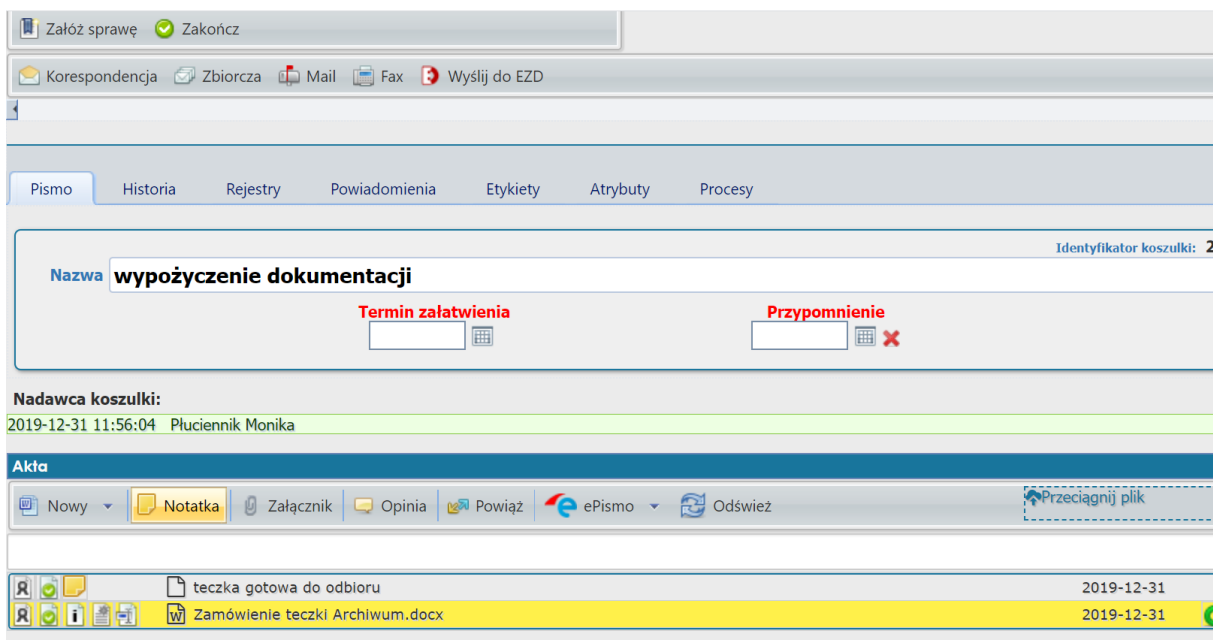 Załóż sprawę Zakończ
Korespondencja Zbiorcza Mail Fax Wyślij do EZD
Pismo Historia Rejestry Powiadomienia Etykiety Atrybuty Procesy
Identyfikator koszulki: 2
Nazwa wypożyczenie dokumentacji
Termin załatwienia Przypomnienie
Nadawca koszulki:
2019-12-31 11:56:04 Płuciennik Monika
Akta
Nowy Notatka Załącznik Opinia Powiąż ePismo Odśwież Przeciągnij plik
teczka gotowa do odbioru 2019-12-31
Zamówienie teczki Archiwum.docx 2019-12-31